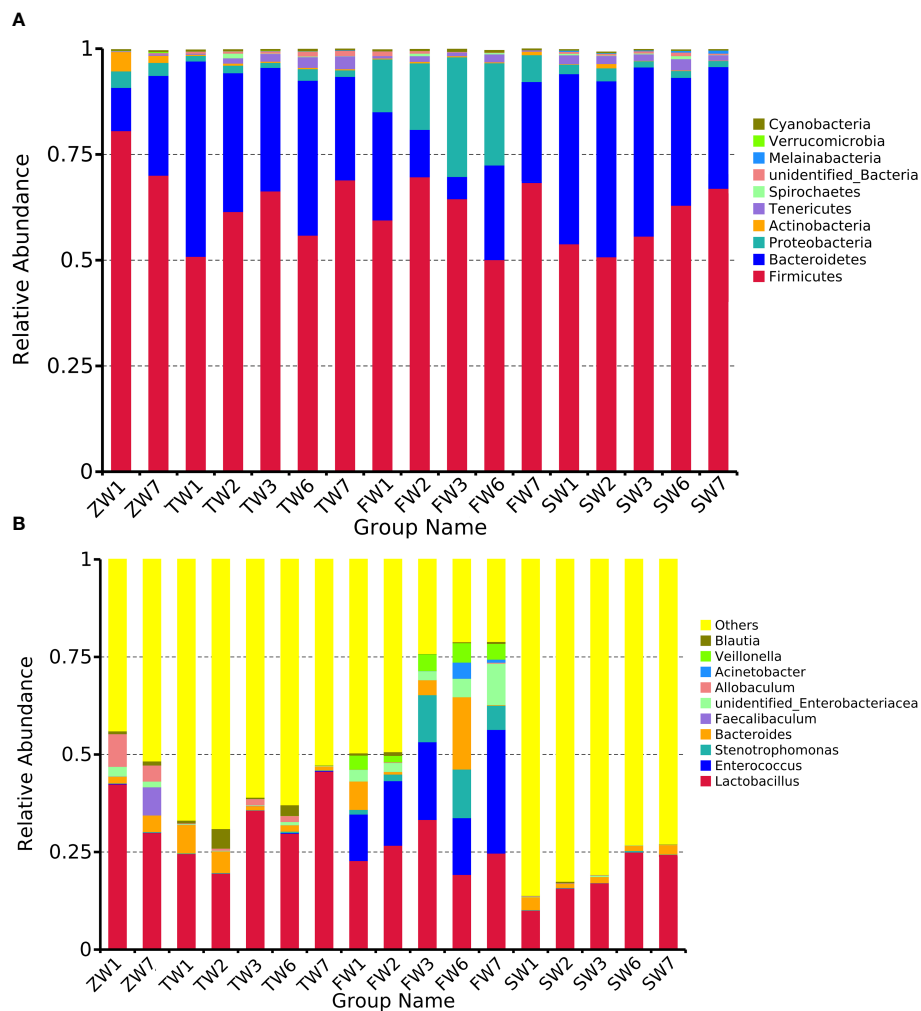 A
Relative Abundance
1
0.75
0.5
0.25
0
ZW1 ZW7 TW1 TW2 TW3 TW6 TW7 FW1 FW2 FW3 FW6 FW7 SW1 SW2 SW3 SW6 SW7
Group Name
Cyanobacteria
Verrucomicrobia
Melainabacteria
unidentified_Bacteria
Spirochaetes
Tenericutes
Actinobacteria
Proteobacteria
Bacteroidetes
Firmicutes
B
Relative Abundance
1
0.75
0.5
0.25
0
ZW1 ZW7 TW1 TW2 TW3 TW6 TW7 FW1 FW2 FW3 FW6 FW7 SW1 SW2 SW3 SW6 SW7
Group Name
Others
Blautia
Veillonella
Acinetobacter
Allobaculum
unidentified_Enterobacteriacea
Faecalibaculum
Bacteroides
Stenotrophomonas
Enterococcus
Lactobacillus